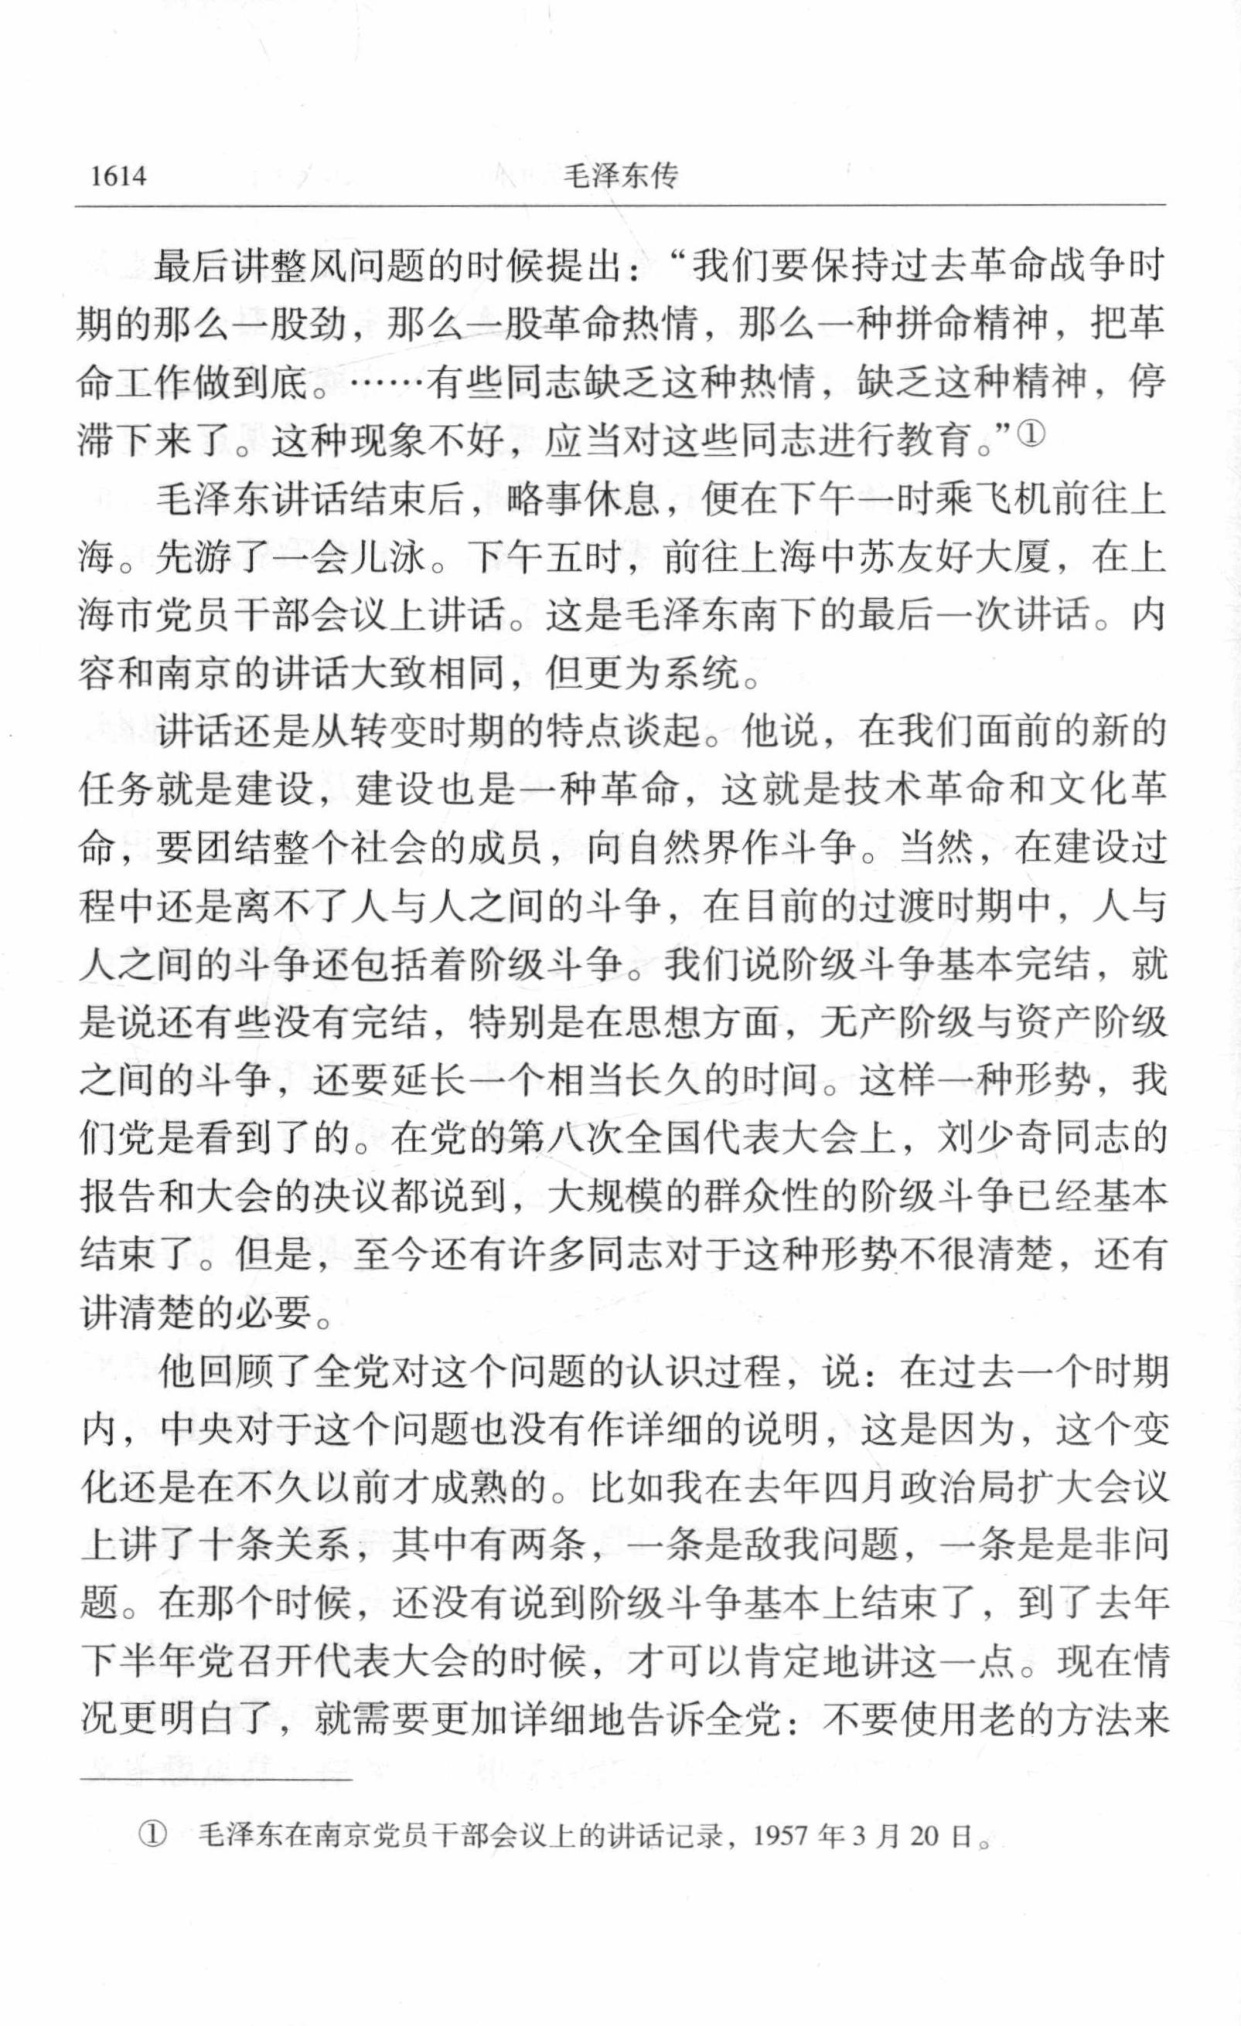 1614 毛泽东传
最后讲整风问题的时候提出：“我们要保持过去革命战争时
期的那么一股劲，那么一股革命热情，那么一种拼命精神，把革
命工作做到底。……有些同志缺乏这种热情，缺乏这种精神，停
滞下来了。这种现象不好，应当对这些同志进行教育。”①
毛泽东讲话结束后，略事休息，便在下午一时乘飞机前往上
海。先游了一会儿泳。下午五时，前往上海中苏友好大厦，在上
海市党员干部会议上讲话。这是毛泽东南下的最后一次讲话。内
容和南京的讲话大致相同，但更为系统。
讲话还是从转变时期的特点谈起。他说，在我们面前的新的
任务就是建设，建设也是一种革命，这就是技术革命和文化革
命，要团结整个社会的成员，向自然界作斗争。当然，在建设过
程中还是离不了人与人之间的斗争，在目前的过渡时期中，人与
人之间的斗争还包括着阶级斗争。我们说阶级斗争基本完结，就
是说还有些没有完结，特别是在思想方面，无产阶级与资产阶级
之间的斗争，还要延长一个相当长久的时间。这样一种形势，我
们党是看到了的。在党的第八次全国代表大会上，刘少奇同志的
报告和大会的决议都说到，大规模的群众性的阶级斗争已经基本
结束了。但是，至今还有许多同志对于这种形势不很清楚，还有
讲清楚的必要。
他回顾了全党对这个问题的认识过程，说：在过去一个时期
内，中央对于这个问题也没有作详细的说明，这是因为，这个变
化还是在不久以前才成熟的。比如我在去年四月政治局扩大会议
上讲了十条关系，其中有两条，一条是敌我问题，一条是是非问
题。在那个时候，还没有说到阶级斗争基本上结束了，到了去年
下半年党召开代表大会的时候，才可以肯定地讲这一点。现在情
况更明白了，就需要更加详细地告诉全党：不要使用老的方法来
① 毛泽东在南京党员干部会议上的讲话记录，1957 年 3 月 20 日。